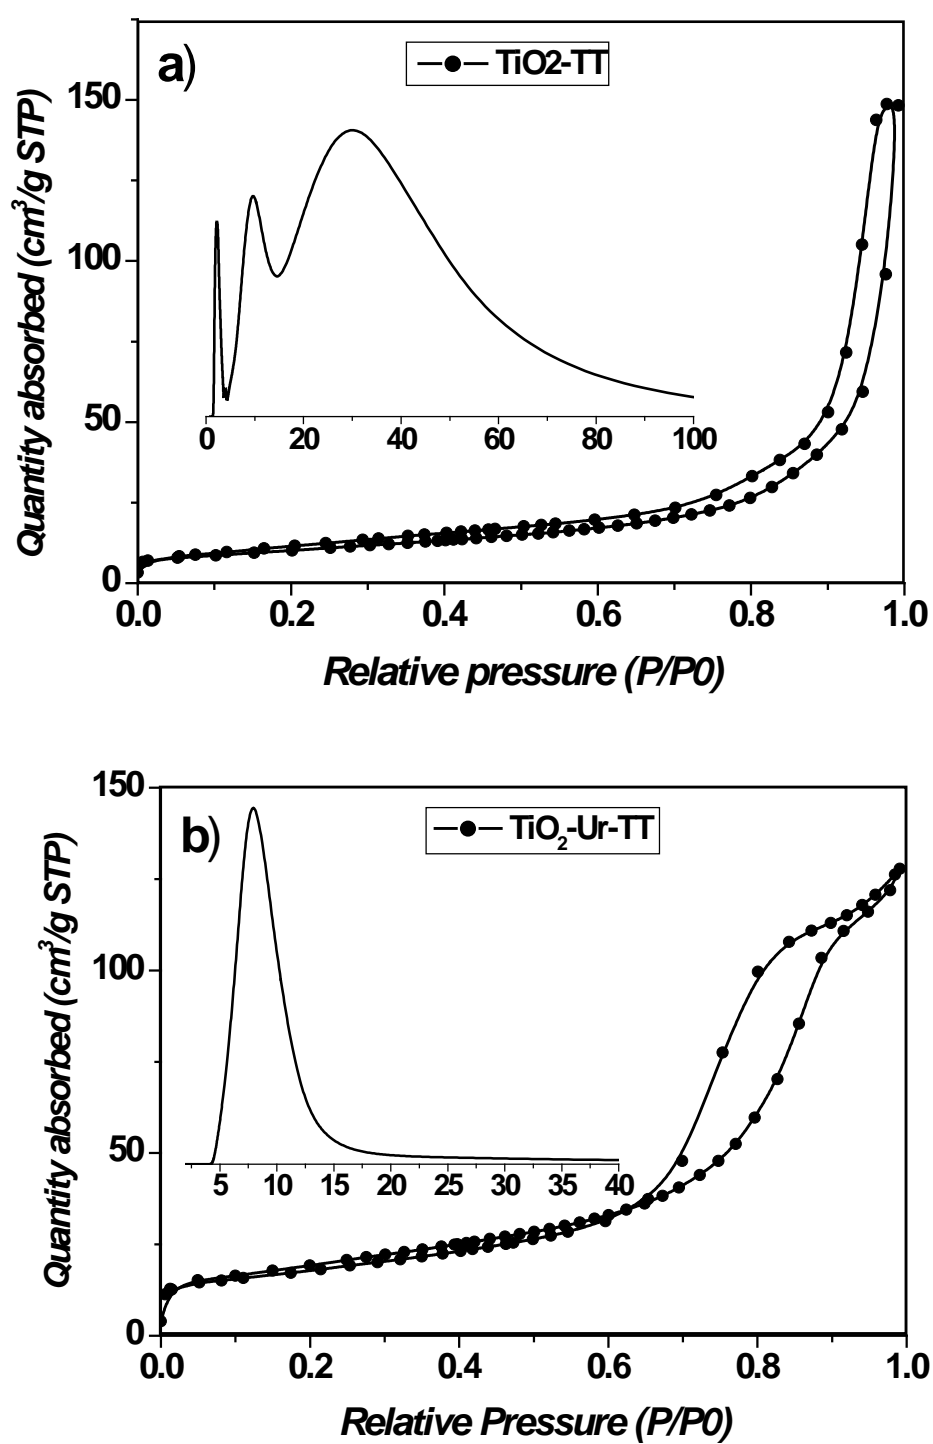 a)
TiO2-TT
150
100
50
0
Quantity absorbed (cm³/g STP)
0 20 40 60 80 100
0.0 0.2 0.4 0.6 0.8 1.0
Relative pressure (P/P0)
150
100
50
0
b)
TiO₂-Ur-TT
Quantity absorbed (cm³/g STP)
5 10 15 20 25 30 35 40
0.0 0.2 0.4 0.6 0.8 1.0
Relative Pressure (P/P0)